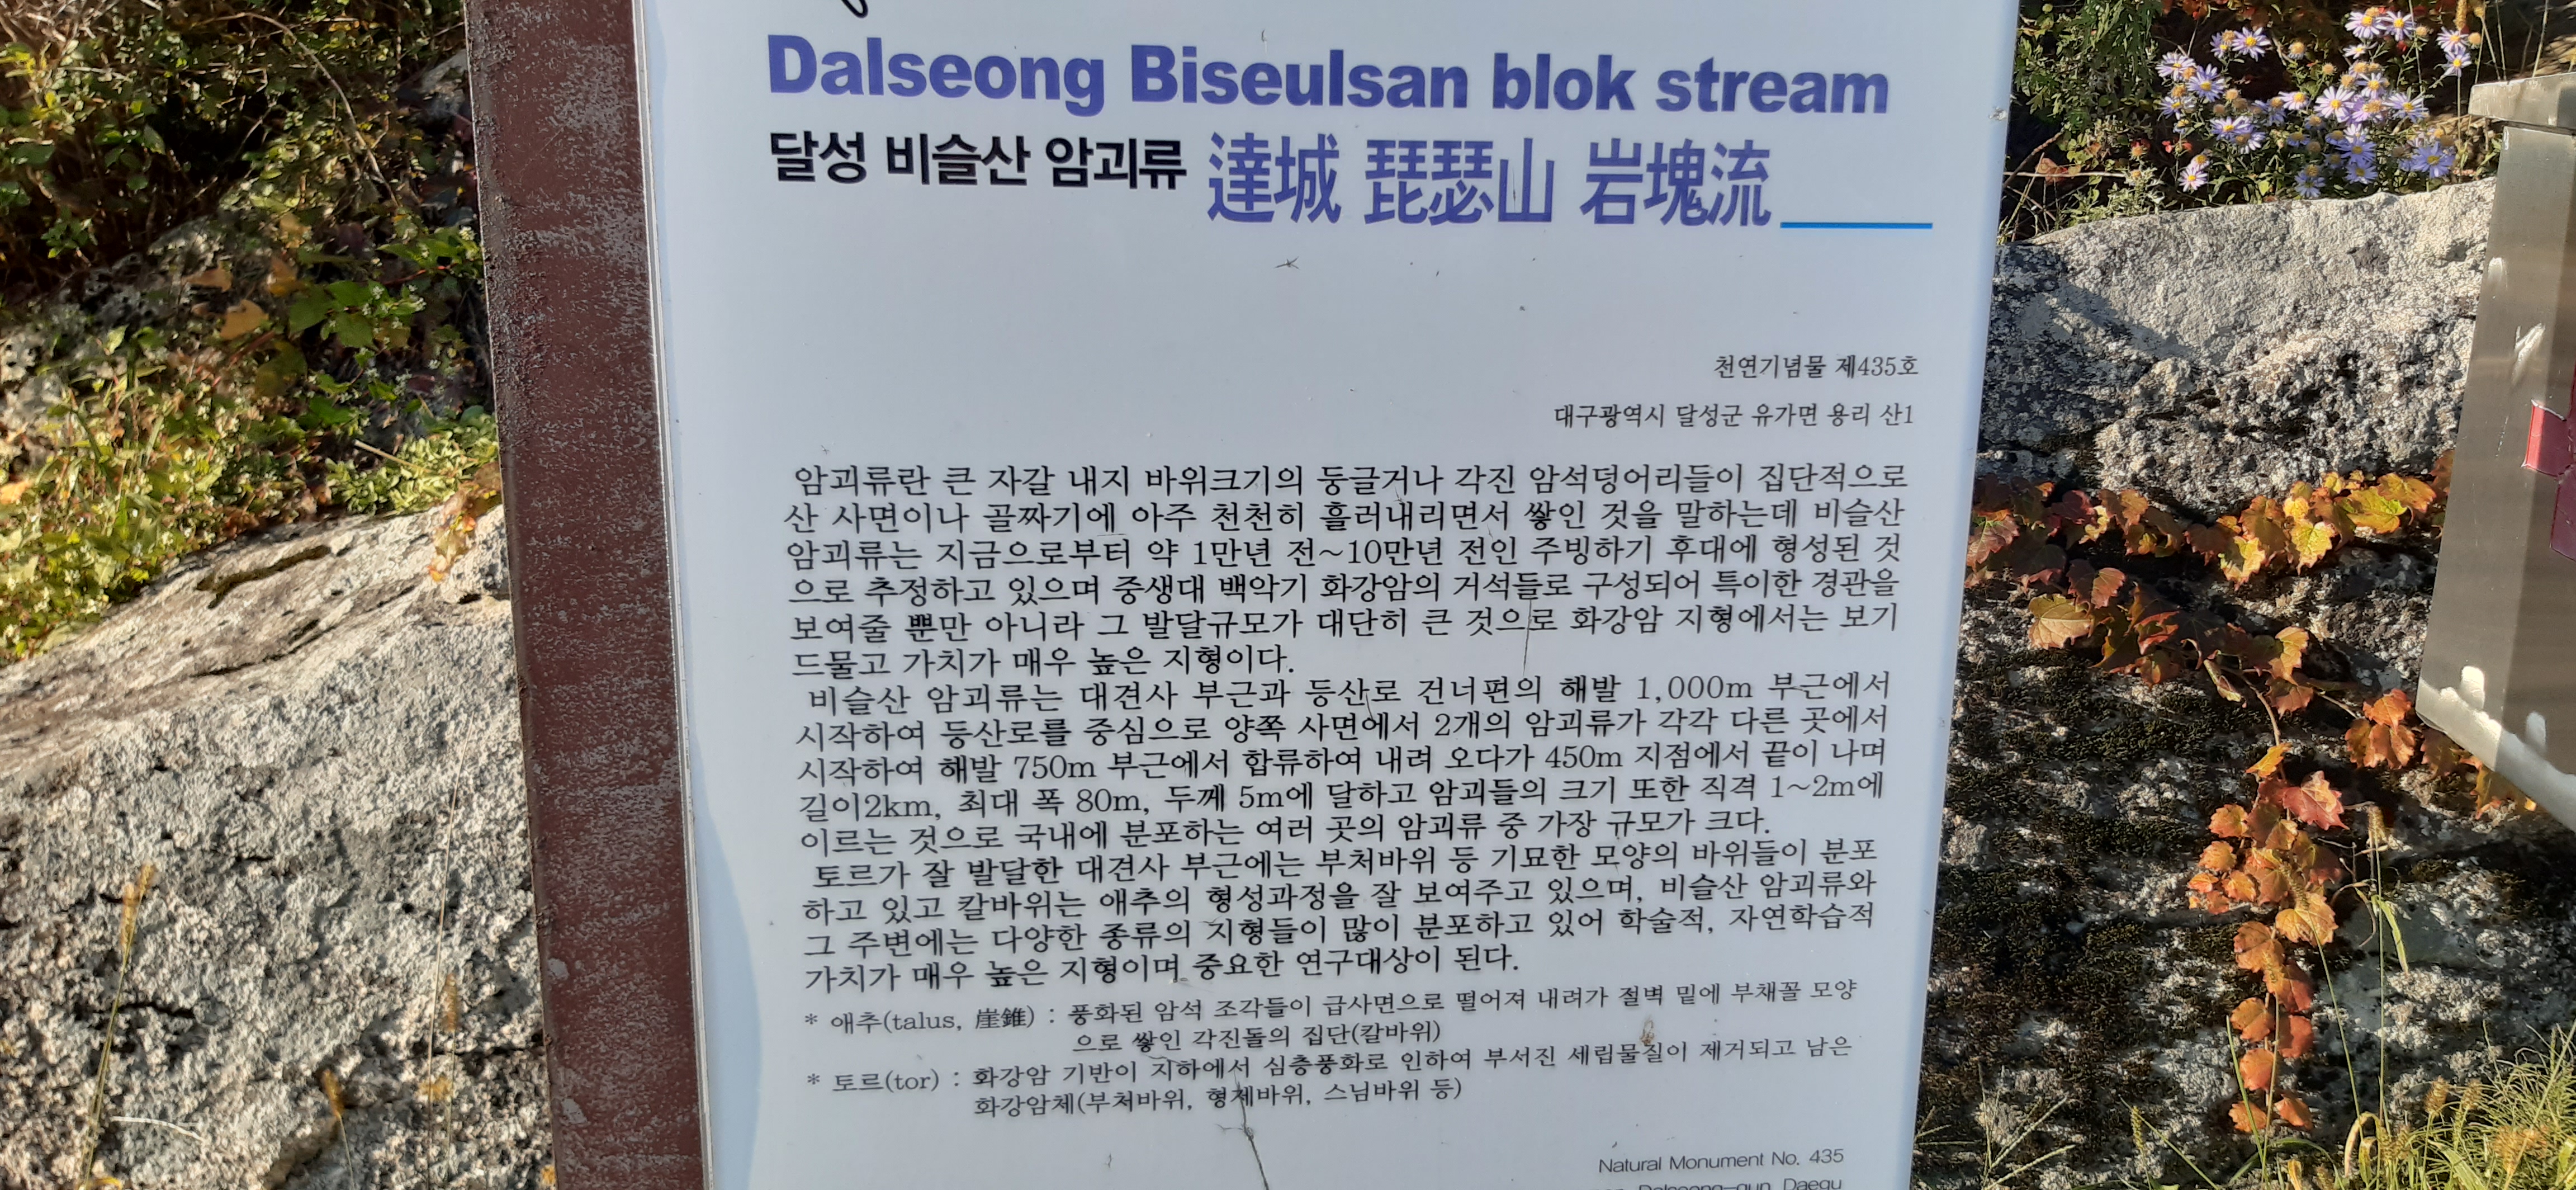 Dalseong Biseulsan blok stream
달성 비슬산 암괴류 達城 琵瑟山 岩塊流
천연기념물 제435호
대구광역시 달성군 유가면 용리 산1
암괴류란 큰 자갈 내지 바위크기의 둥글거나 각진 암석덩어리들이 집단적으로
산 사면이나 골짜기에 아주 천천히 흘러내리면서 쌓인 것을 말하는데 비슬산
암괴류는 지금으로부터 약 1만년 전~10만년 전인 주빙하기 후대에 형성된 것
으로 추정하고 있으며 중생대 백악기 화강암의 거석들로 구성되어 특이한 경관을
보여줄 뿐만 아니라 그 발달규모가 대단히 큰 것으로 화강암 지형에서는 보기
드물고 가치가 매우 높은 지형이다.
비슬산 암괴류는 대견사 부근과 등산로 건너편의 해발 1,000m 부근에서
시작하여 등산로를 중심으로 양쪽 사면에서 2개의 암괴류가 각각 다른 곳에서
시작하여 해발 750m 부근에서 합류하여 내려 오다가 450m 지점에서 끝이 나며
길이2km, 최대 폭 80m, 두께 5m에 달하고 암괴들의 크기 또한 직격 1~2m에
이르는 것으로 국내에 분포하는 여러 곳의 암괴류 중 가장 규모가 크다.
토르가 잘 발달한 대견사 부근에는 부처바위 등 기묘한 모양의 바위들이 분포
하고 있고 칼바위는 애추의 형성과정을 잘 보여주고 있으며, 비슬산 암괴류와
그 주변에는 다양한 종류의 지형들이 많이 분포하고 있어 학술적, 자연학습적
가치가 매우 높은 지형이며 중요한 연구대상이 된다.
* 애추(talus, 崖錐) : 풍화된 암석 조각들이 급사면으로 떨어져 내려가 절벽 밑에 부채꼴 모양
으로 쌓인 각진돌의 집단(칼바위)
* 토르(tor) : 화강암 기반이 지하에서 심층풍화로 인하여 부서진 세립물질이 제거되고 남은
화강암체(부처바위, 형제바위, 스님바위 등)
Natural Monument No. 435
Dalseong-gun, Daegu